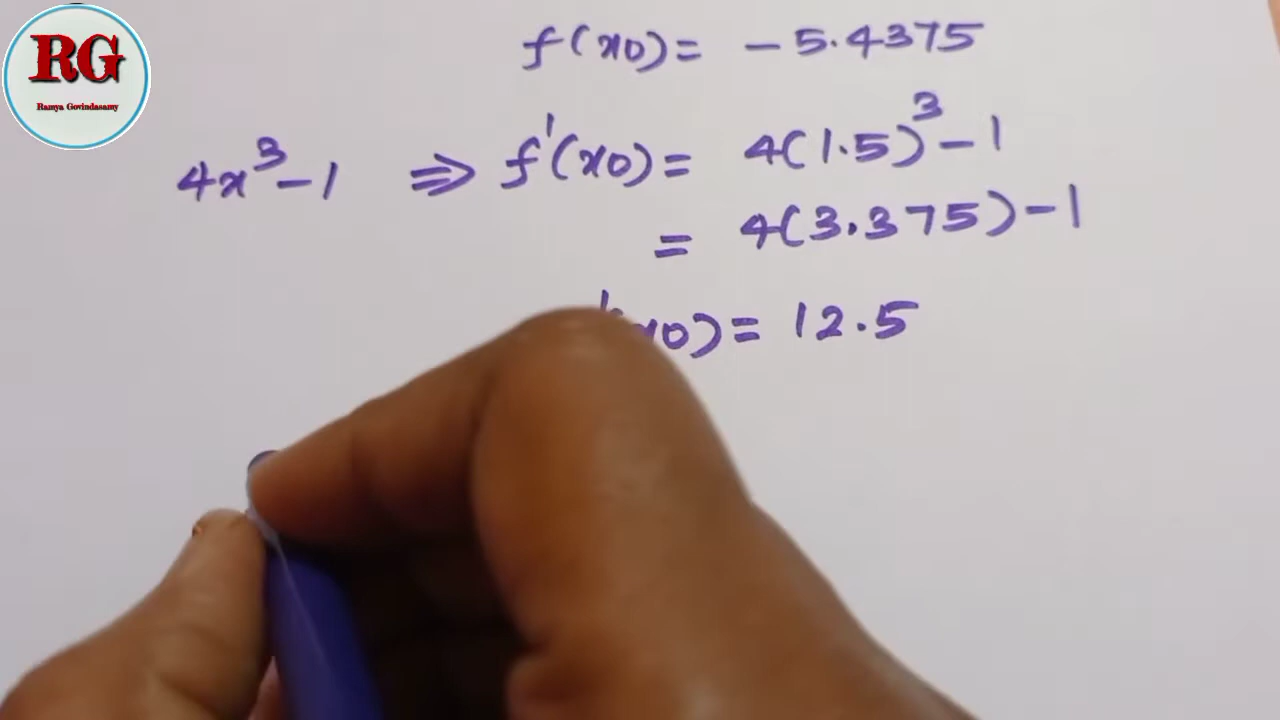 RG
Ramya Govindasamy
f(x0) = -5.4375
4x³-1 ⇒ f'(x0) = 4(1.5)³-1
= 4(3.375)-1
x0) = 12.5